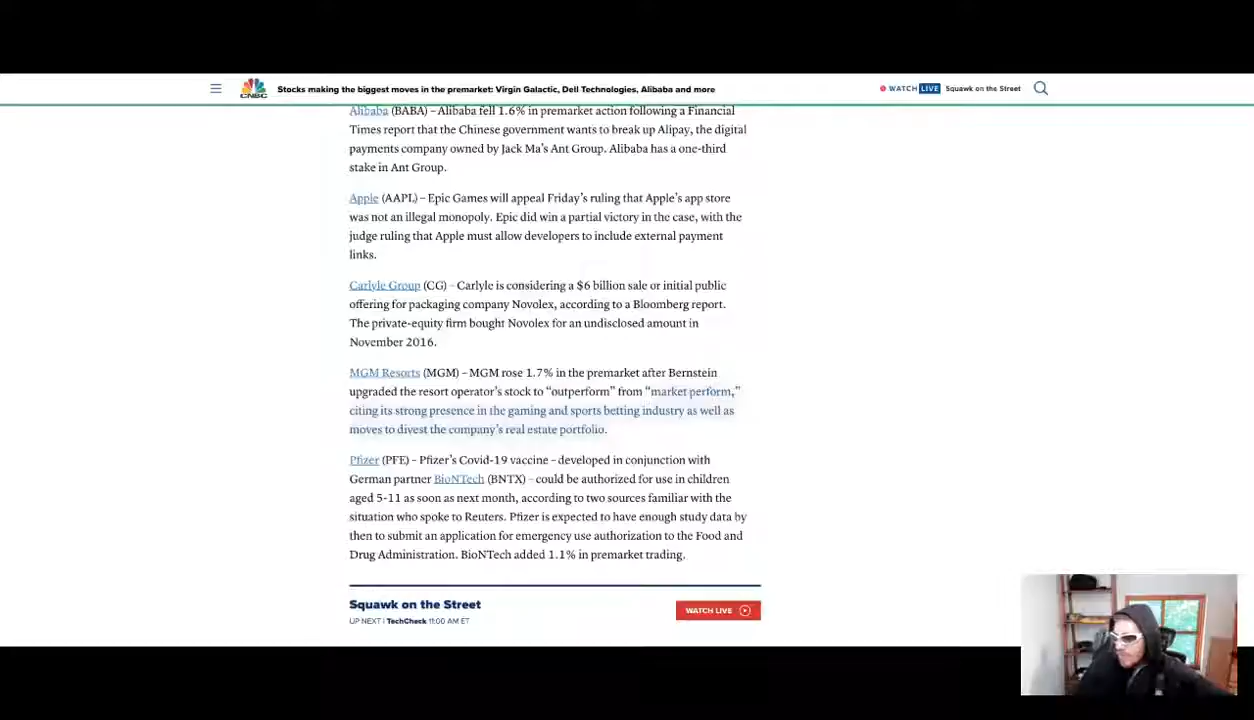 CNBC
Stocks making the biggest moves in the premarket: Virgin Galactic, Dell Technologies, Alibaba and more
WATCH LIVE Squawk on the Street
Alibaba (BABA) – Alibaba fell 1.6% in premarket action following a Financial
Times report that the Chinese government wants to break up Alipay, the digital
payments company owned by Jack Ma's Ant Group. Alibaba has a one-third
stake in Ant Group.
Apple (AAPL) – Epic Games will appeal Friday's ruling that Apple's app store
was not an illegal monopoly. Epic did win a partial victory in the case, with the
judge ruling that Apple must allow developers to include external payment
links.
Carlyle Group (CG) – Carlyle is considering a $6 billion sale or initial public
offering for packaging company Novolex, according to a Bloomberg report.
The private-equity firm bought Novolex for an undisclosed amount in
November 2016.
MGM Resorts (MGM) – MGM rose 1.7% in the premarket after Bernstein
upgraded the resort operator's stock to “outperform” from “market perform,”
citing its strong presence in the gaming and sports betting industry as well as
moves to divest the company's real estate portfolio.
Pfizer (PFE) – Pfizer's Covid-19 vaccine – developed in conjunction with
German partner BioNTech (BNTX) – could be authorized for use in children
aged 5-11 as soon as next month, according to two sources familiar with the
situation who spoke to Reuters. Pfizer is expected to have enough study data by
then to submit an application for emergency use authorization to the Food and
Drug Administration. BioNTech added 1.1% in premarket trading.
Squawk on the Street
WATCH LIVE
UP NEXT | TechCheck 11:00 AM ET